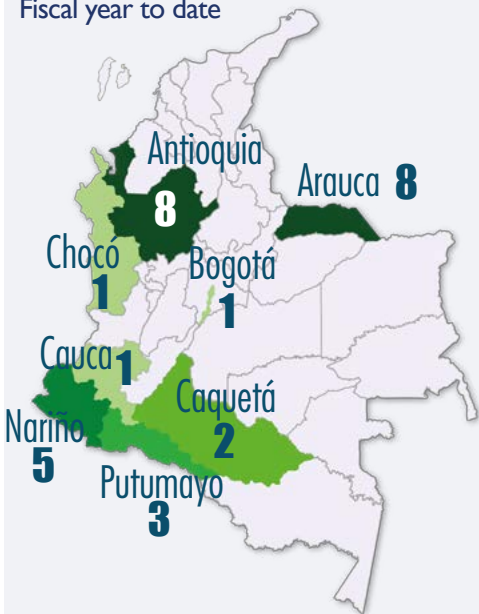 Fiscal year to date
Antioquia
8
Arauca 8
Chocó
1
Bogotá
1
Cauca 1
Caquetá
2
Nariño
5
Putumayo
3